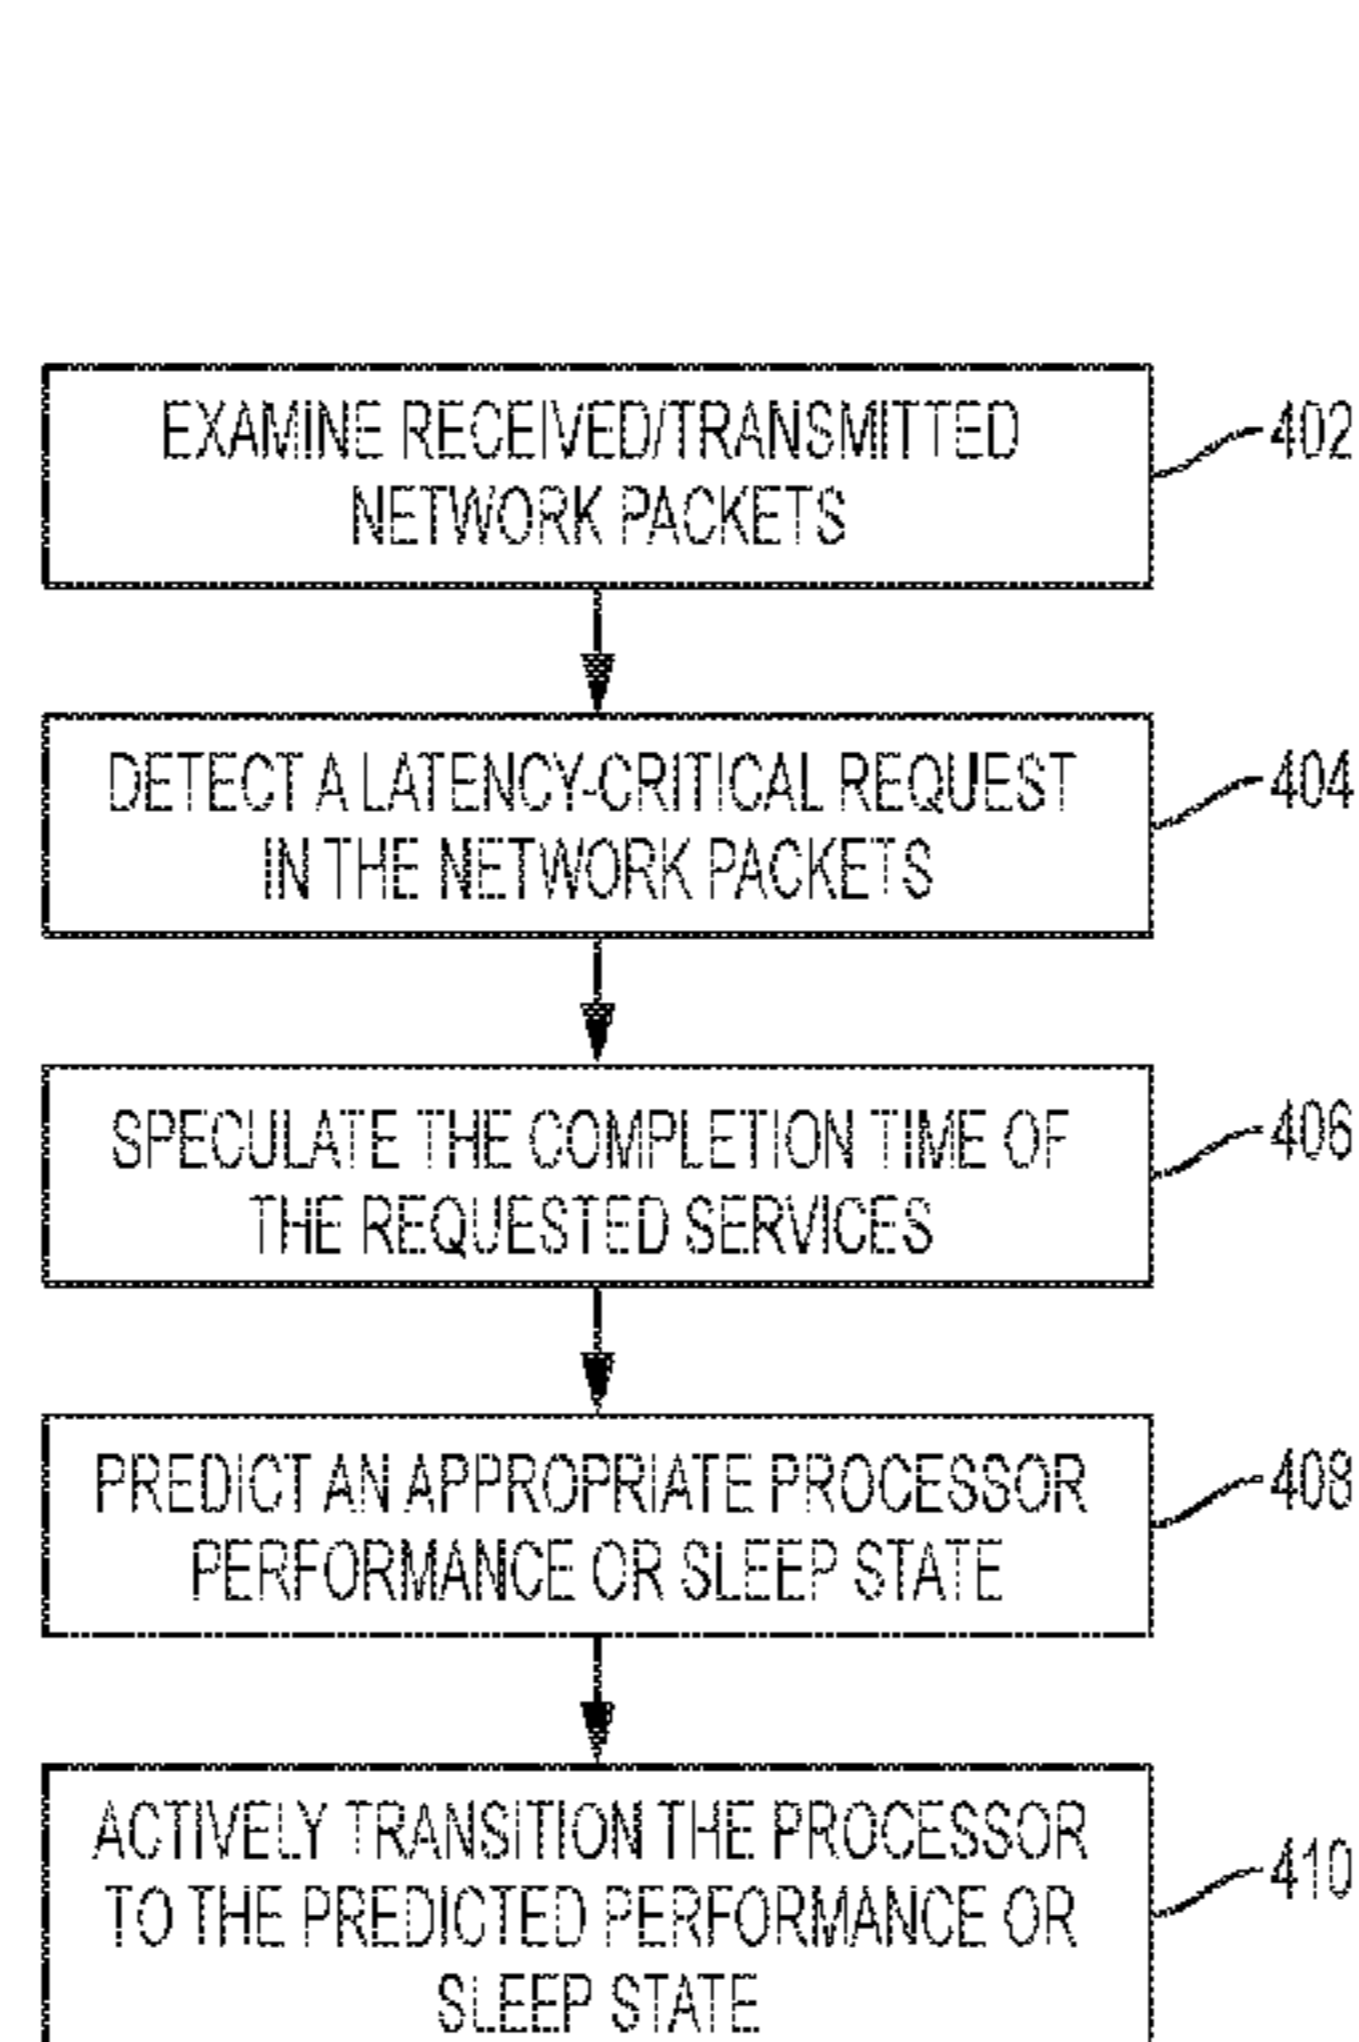 EXAMINE RECEIVED/TRANSMITTED
NETWORK PACKETS
402
DETECT A LATENCY-CRITICAL REQUEST
IN THE NETWORK PACKETS
404
SPECULATE THE COMPLETION TIME OF
THE REQUESTED SERVICES
406
PREDICT AN APPROPRIATE PROCESSOR
PERFORMANCE OR SLEEP STATE
408
ACTIVELY TRANSITION THE PROCESSOR
TO THE PREDICTED PERFORMANCE OR
SLEEP STATE
410